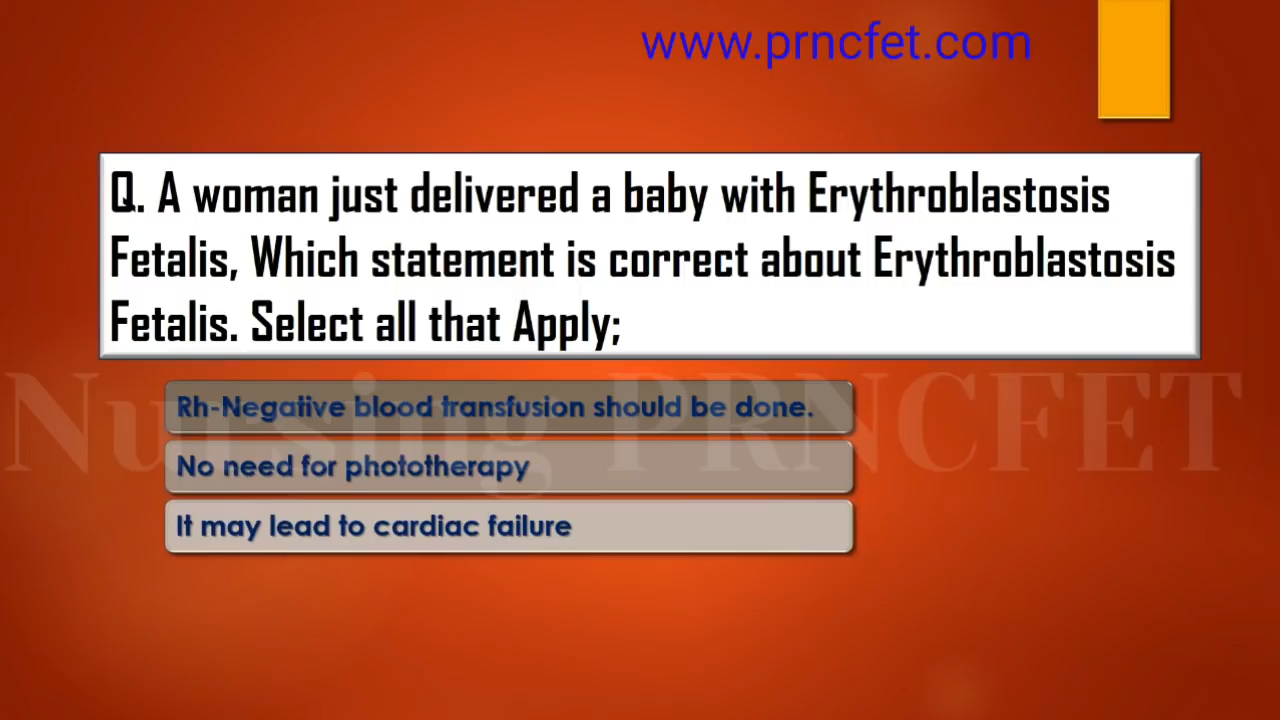 www.prncfet.com
Q. A woman just delivered a baby with Erythroblastosis
Fetalis, Which statement is correct about Erythroblastosis
Fetalis. Select all that Apply;
Rh-Negative blood transfusion should be done.
No need for phototherapy
It may lead to cardiac failure
Nursing PRNCFET